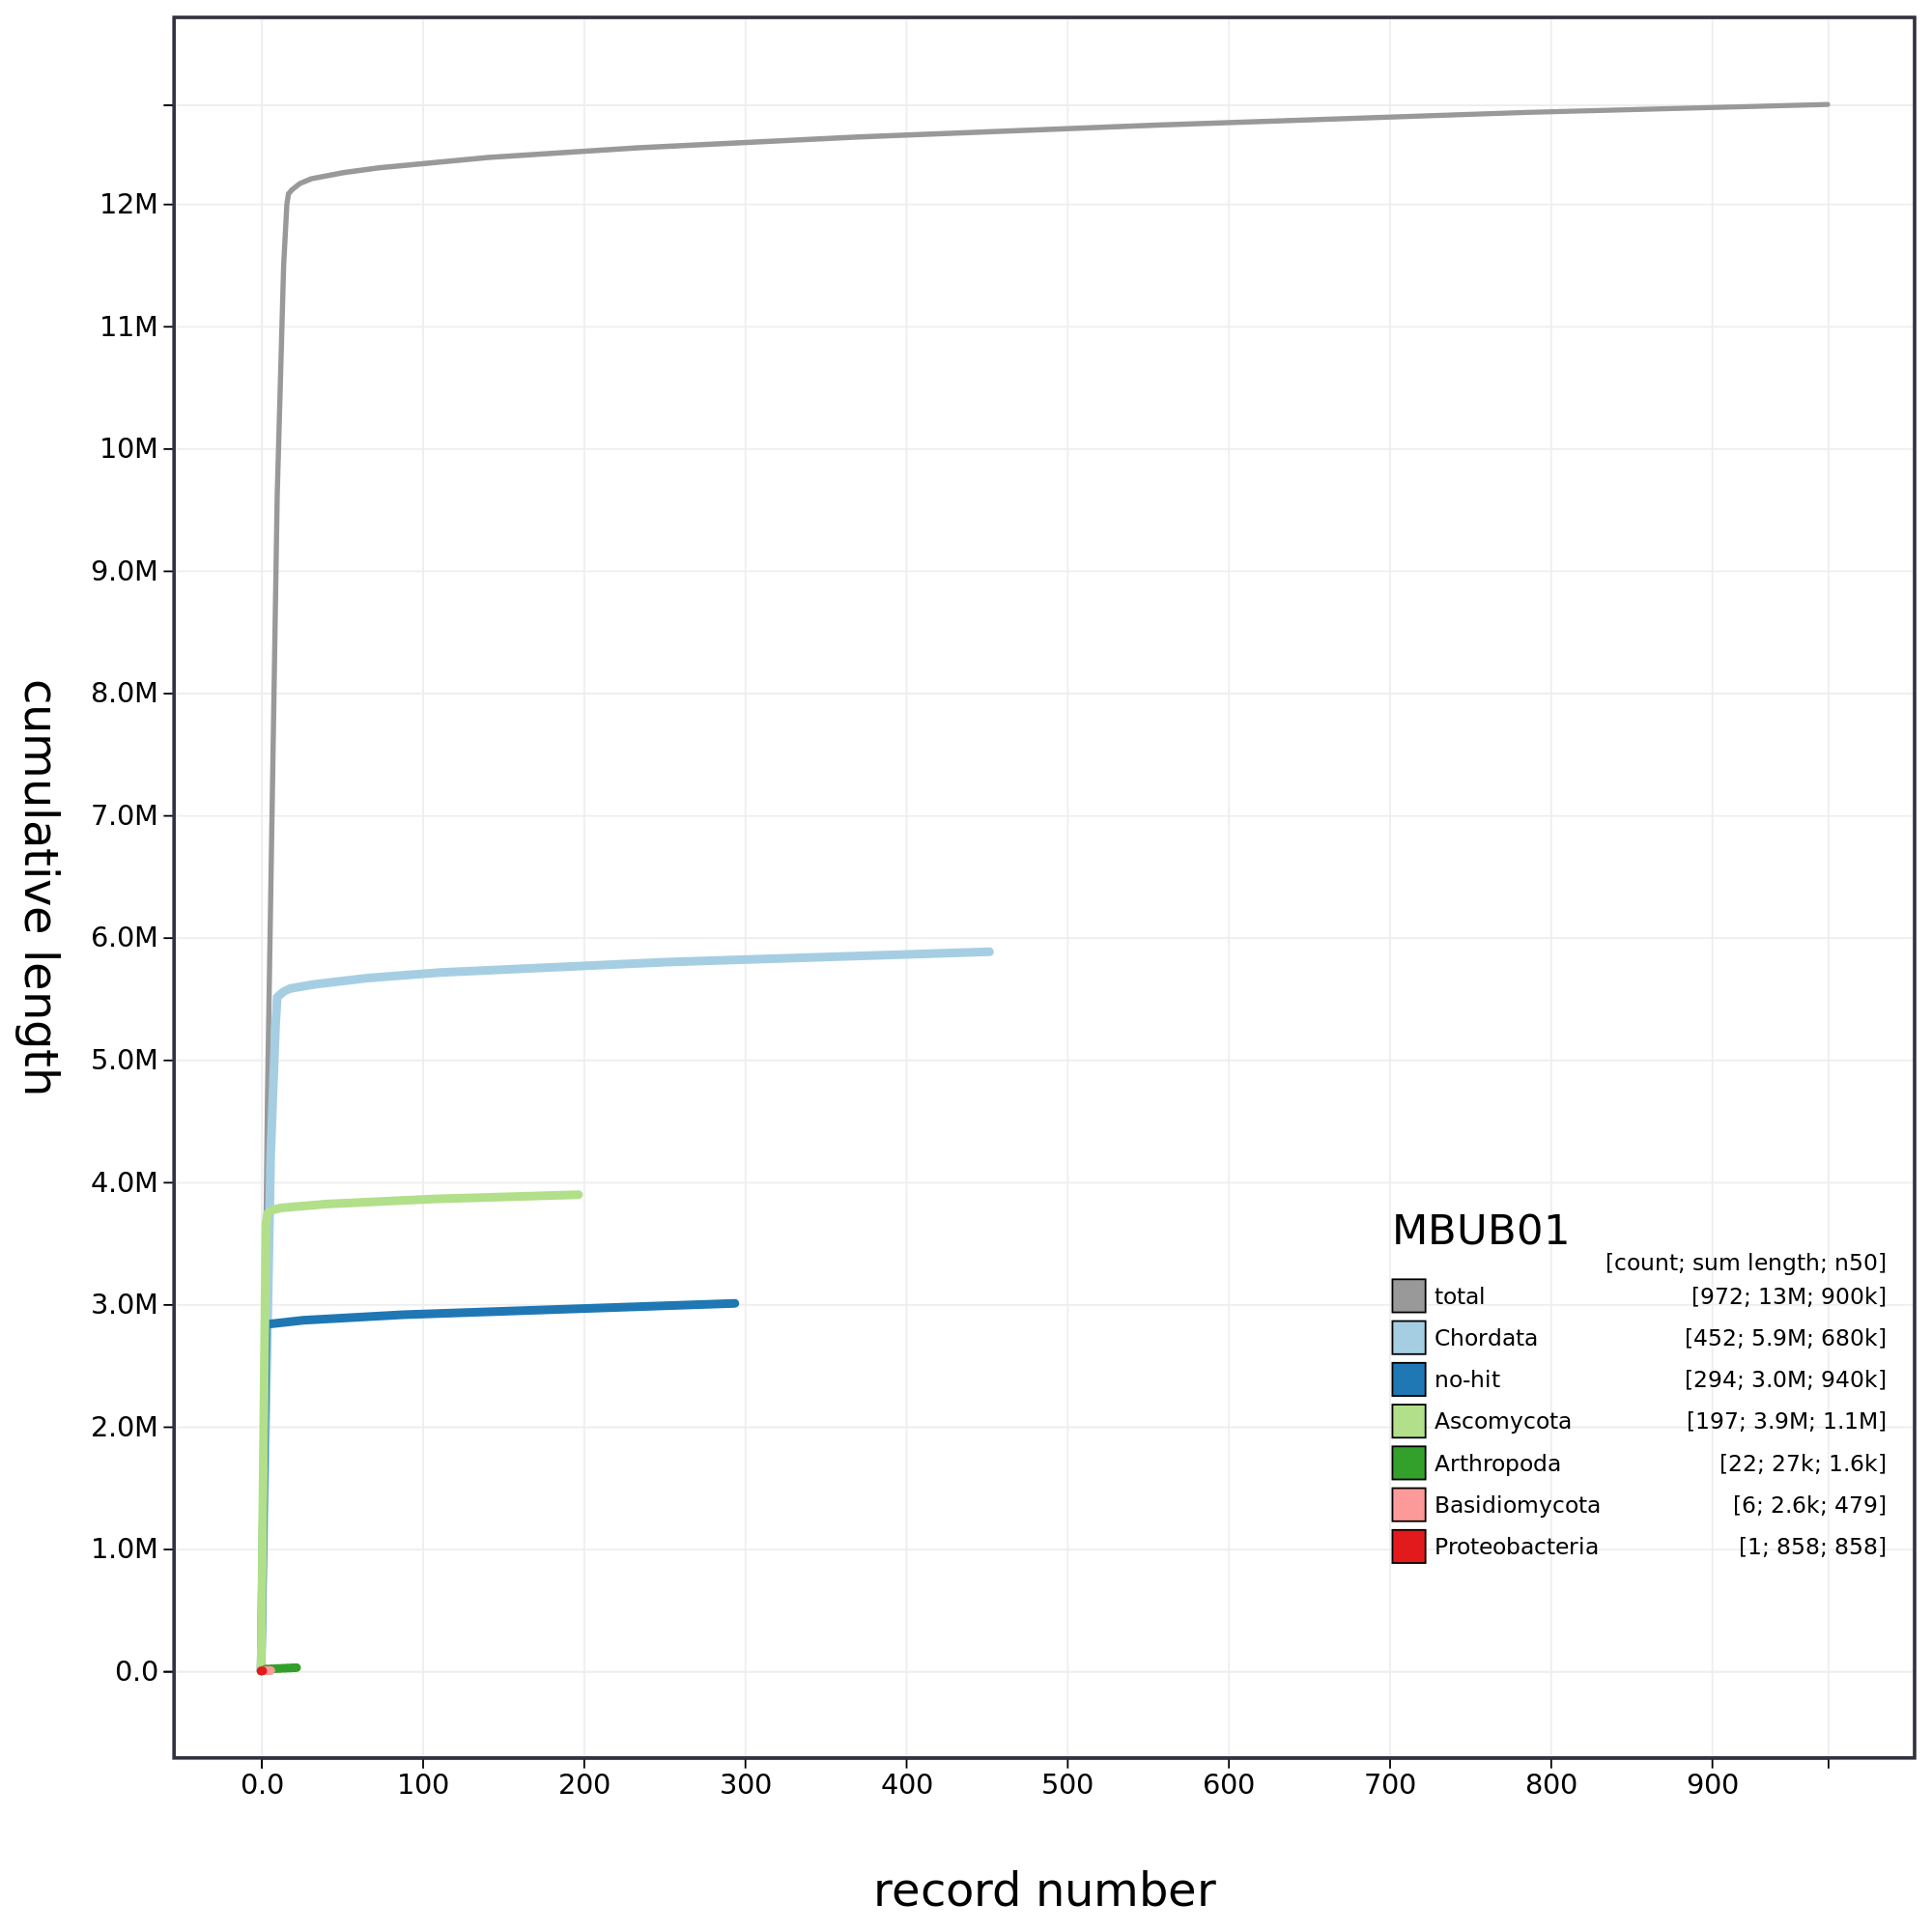 cumulative length
12M
11M
10M
9.0M
8.0M
7.0M
6.0M
5.0M
4.0M
3.0M
2.0M
1.0M
0.0
MBUB01
[count; sum length; n50]
total [972; 13M; 900k]
Chordata [452; 5.9M; 680k]
no-hit [294; 3.0M; 940k]
Ascomycota [197; 3.9M; 1.1M]
Arthropoda [22; 27k; 1.6k]
Basidiomycota [6; 2.6k; 479]
Proteobacteria [1; 858; 858]
0.0 100 200 300 400 500 600 700 800 900
record number